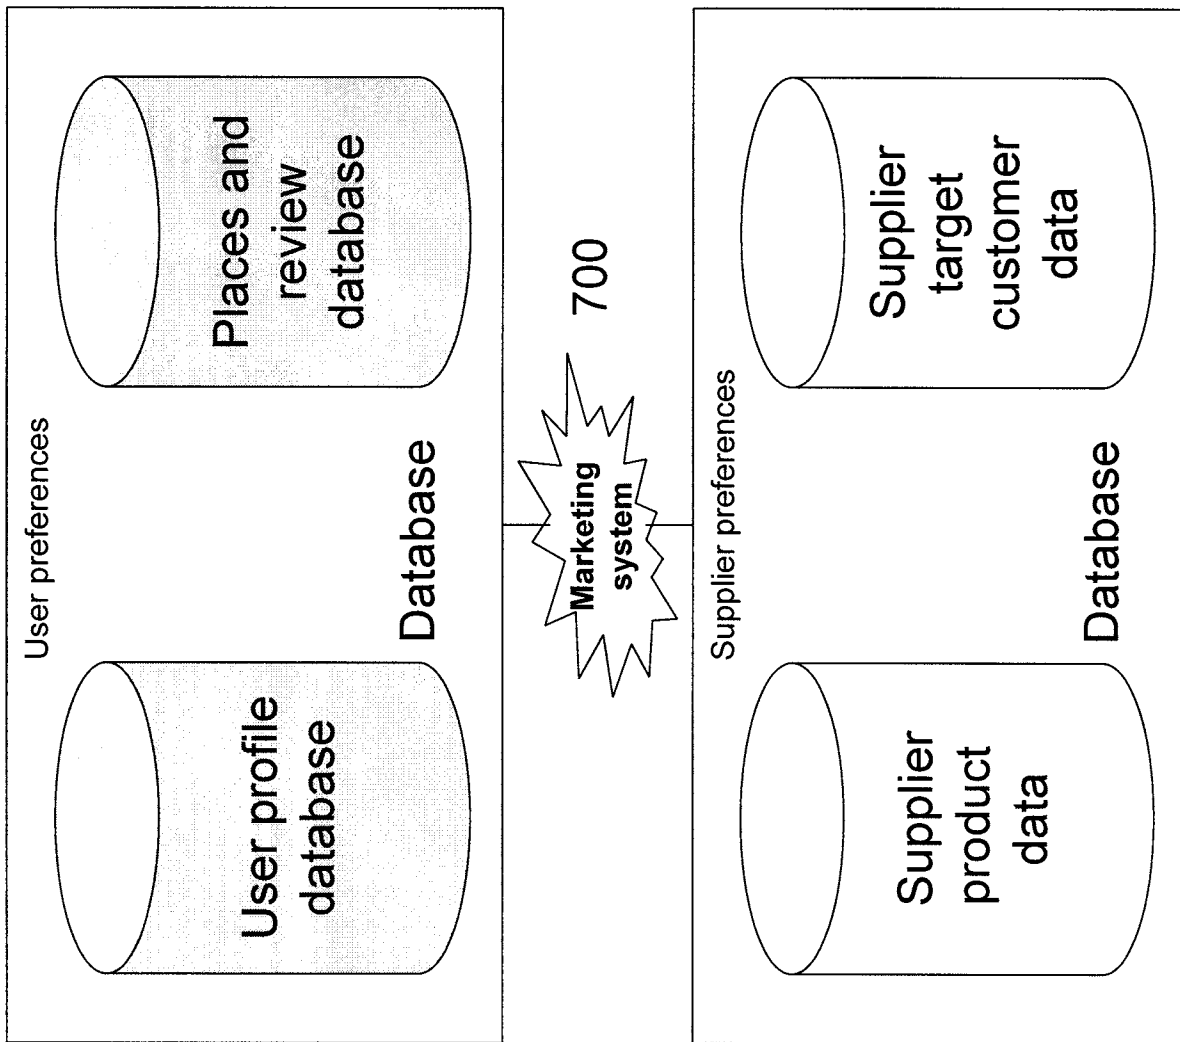 User preferences
User profile
database
Places and
review
database
Database
Marketing
system
700
Supplier preferences
Supplier
product
data
Supplier
target
customer
data
Database